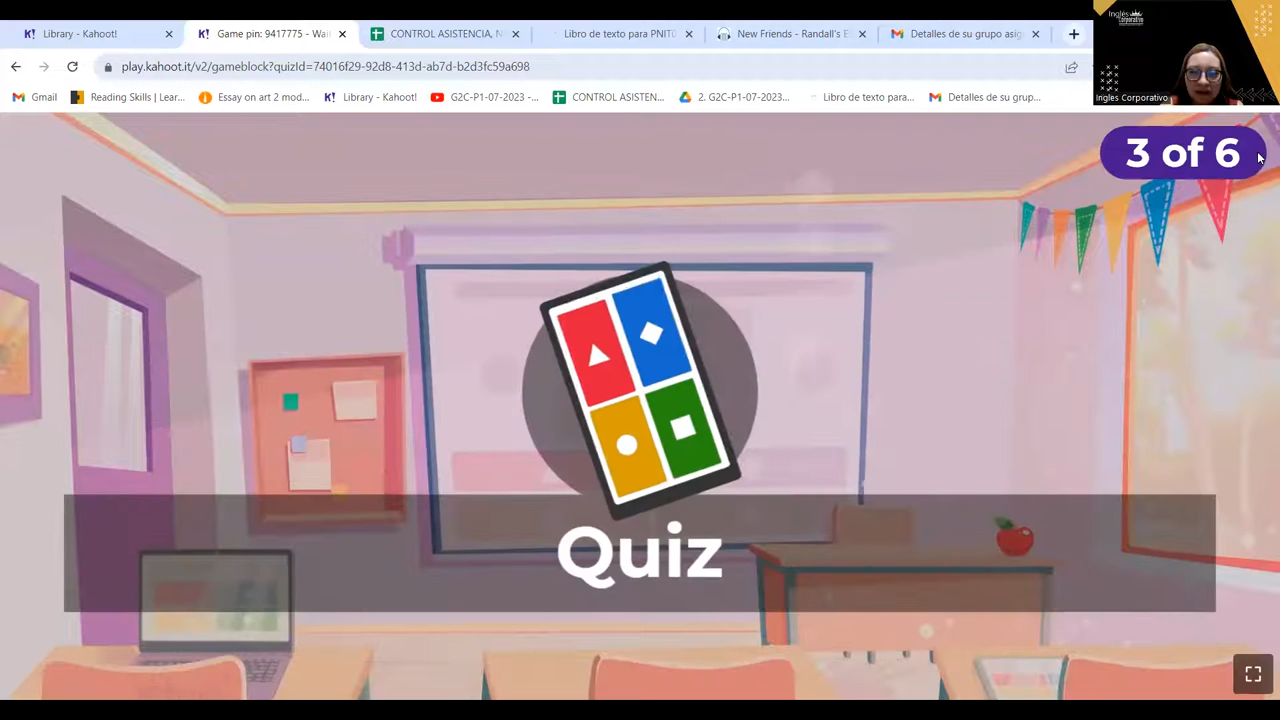 Library - Kahoot!
Game pin: 9417775 - Wai
CONTROL ASISTENCIA, N
Libro de texto para PNIT
New Friends - Randall's E
Detalles de su grupo asig
play.kahoot.it/v2/gameblock?quizId=74016f29-92d8-413d-ab7d-b2d3fc3f6b98
Gmail
Reading Skills | Lear...
Essay on art 2 mod...
Library - Kahoot!
G2C-P1-07-2023 -...
CONTROL ASISTEN...
2. G2C-P1-07-2023...
Libro de texto para...
Detalles de su grup...
Inglés
Corporativo
Ingles Corporativo
3 of 6
Quiz